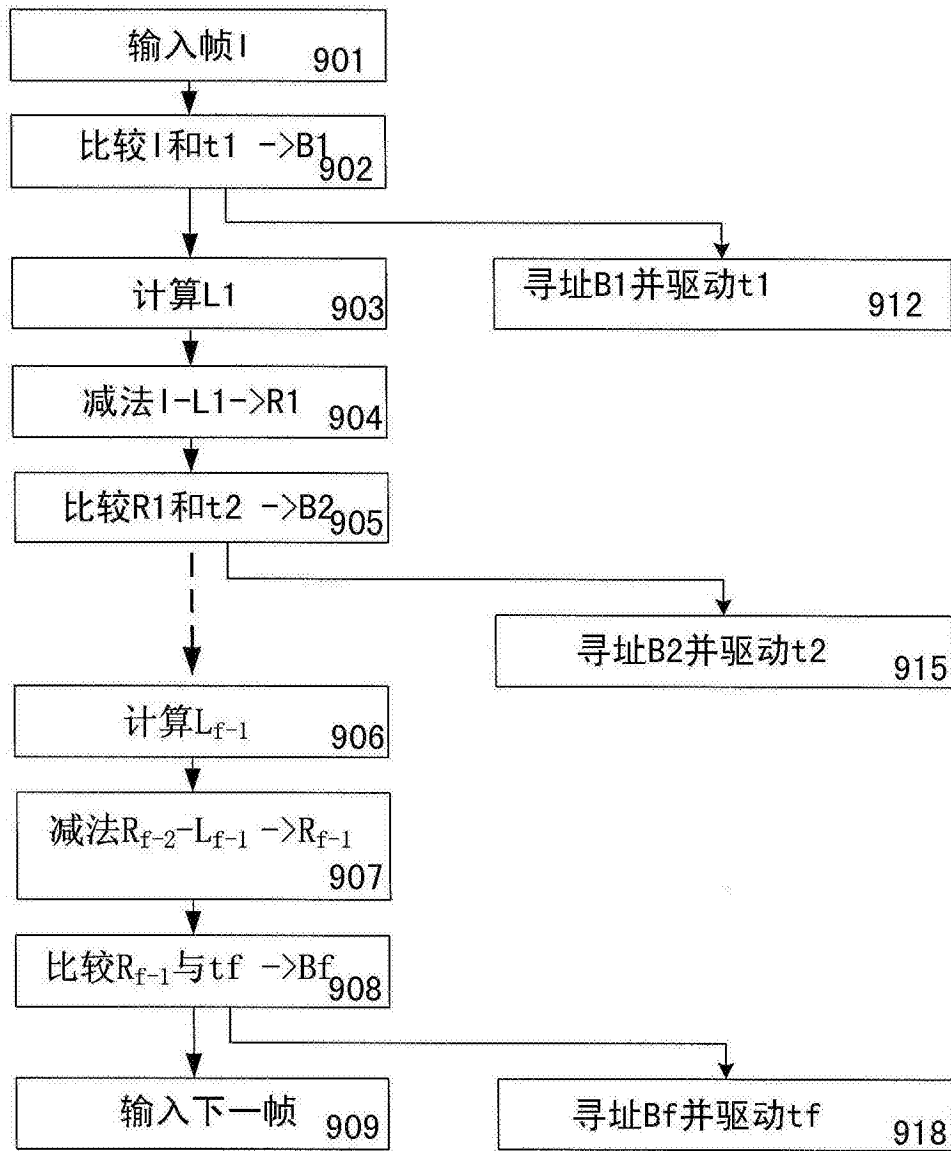 输入帧I 901
比较I和t1 ->B1 902
计算L1 903
寻址B1并驱动t1 912
减法I-L1->R1 904
比较R1和t2 ->B2 905
寻址B2并驱动t2 915
计算Lf-1 906
减法Rf-2-Lf-1 ->Rf-1
907
比较Rf-1与tf ->Bf 908
输入下一帧 909
寻址Bf并驱动tf 918